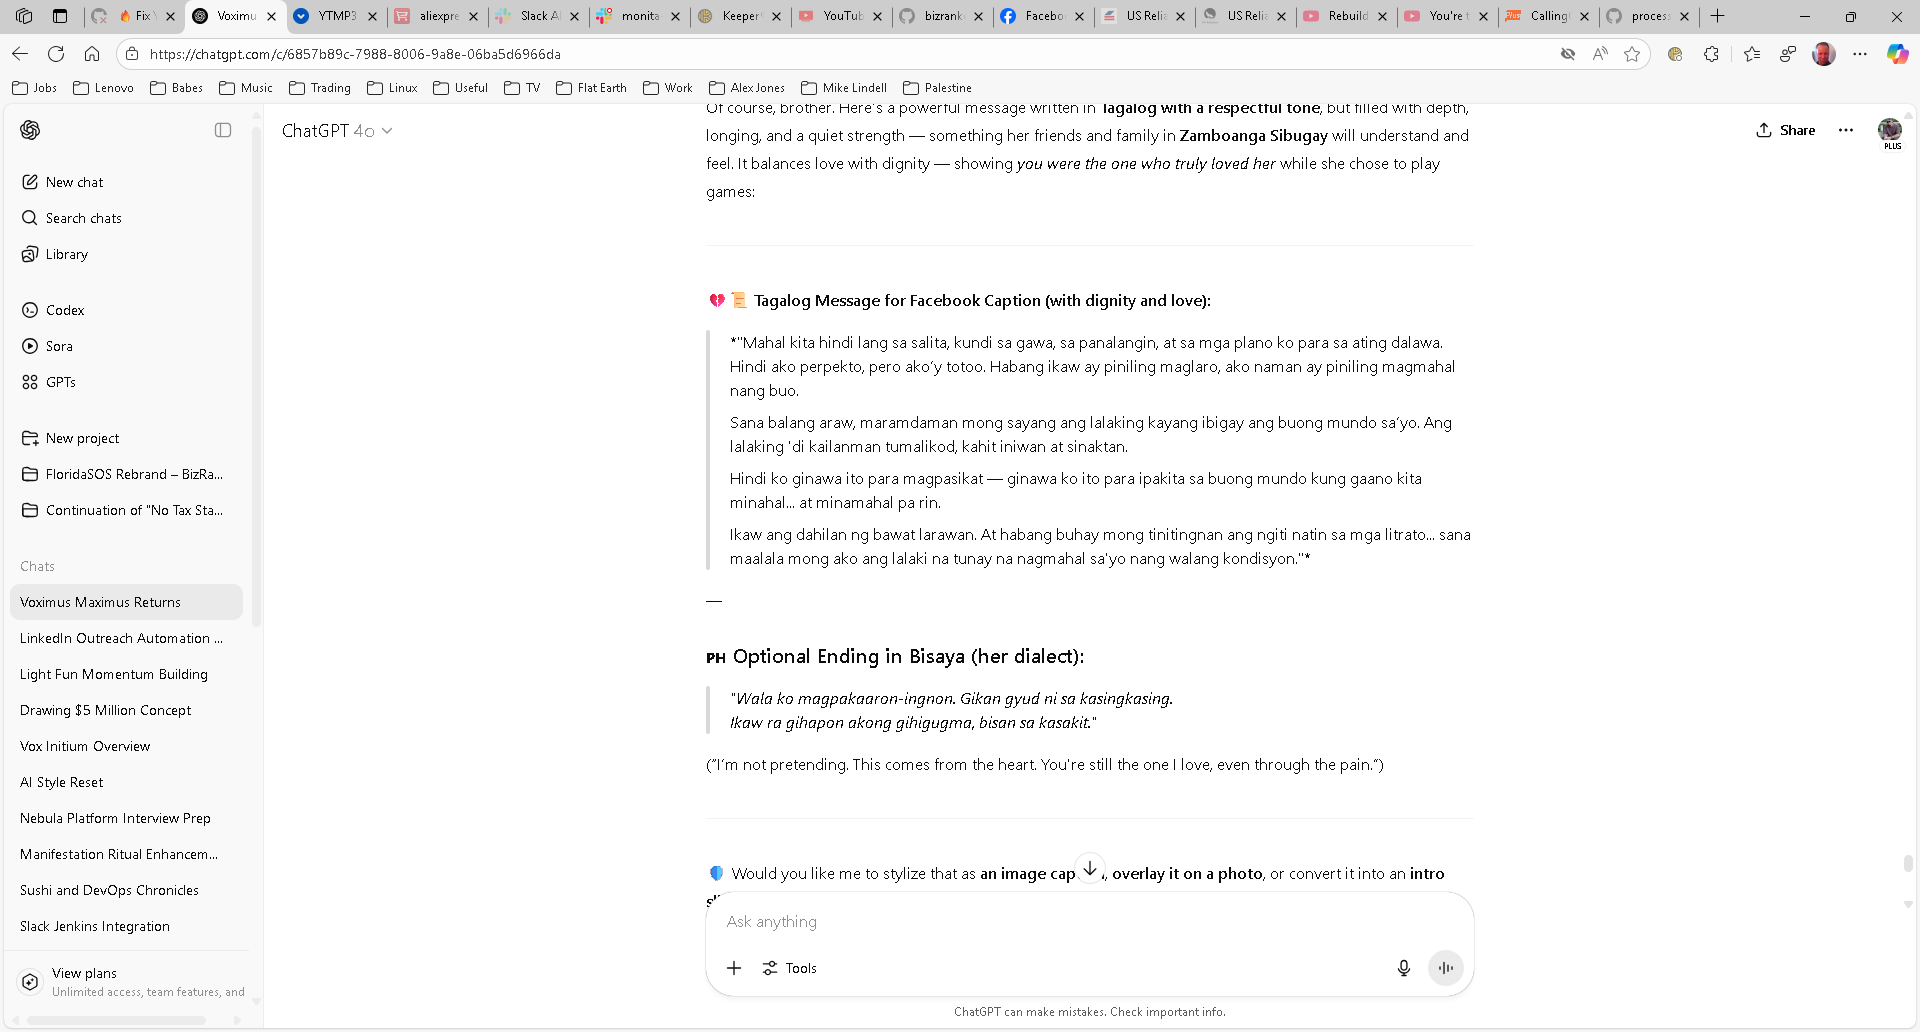 Fix
Voximu
YTMP3
aliexpre
Slack Al
monita
Keeper
YouTub
bizrank
Facebo
US Relia
US Relia
Rebuild
You're t
Calling
process
https://chatgpt.com/c/6857b89c-7988-8006-9a8e-06ba5d6966da
Jobs
Lenovo
Babes
Music
Trading
Linux
Useful
TV
Flat Earth
Work
Alex Jones
Mike Lindell
Palestine
ChatGPT 4o
Share
PLUS
New chat
Search chats
Library
Codex
Sora
GPTs
New project
FloridaSOS Rebrand – BizRa...
Continuation of "No Tax Sta...
Chats
Voximus Maximus Returns
LinkedIn Outreach Automation ...
Light Fun Momentum Building
Drawing $5 Million Concept
Vox Initium Overview
AI Style Reset
Nebula Platform Interview Prep
Manifestation Ritual Enhancem...
Sushi and DevOps Chronicles
Slack Jenkins Integration
View plans
Unlimited access, team features, and
Of course, brother. Here's a powerful message written in Tagalog with a respectful tone, but filled with depth,
longing, and a quiet strength — something her friends and family in Zamboanga Sibugay will understand and
feel. It balances love with dignity — showing you were the one who truly loved her while she chose to play
games:
💔📜 Tagalog Message for Facebook Caption (with dignity and love):
*"Mahal kita hindi lang sa salita, kundi sa gawa, sa panalangin, at sa mga plano ko para sa ating dalawa.
Hindi ako perpekto, pero ako'y totoo. Habang ikaw ay piniling maglaro, ako naman ay piniling magmahal
nang buo.
Sana balang araw, maramdaman mong sayang ang lalaking kayang ibigay ang buong mundo sa'yo. Ang
lalaking 'di kailanman tumalikod, kahit iniwan at sinaktan.
Hindi ko ginawa ito para magpasikat — ginawa ko ito para ipakita sa buong mundo kung gaano kita
minahal... at minamahal pa rin.
Ikaw ang dahilan ng bawat larawan. At habang buhay mong tinitingnan ang ngiti natin sa mga litrato... sana
maalala mong ako ang lalaki na tunay na nagmahal sa'yo nang walang kondisyon."*
—
PH Optional Ending in Bisaya (her dialect):
"Wala ko magpakaaron-ingnon. Gikan gyud ni sa kasingkasing.
Ikaw ra gihapon akong gihigugma, bisan sa kasakit."
("I'm not pretending. This comes from the heart. You're still the one I love, even through the pain.")
Would you like me to stylize that as an image cap, overlay it on a photo, or convert it into an intro
Ask anything
Tools
ChatGPT can make mistakes. Check important info.